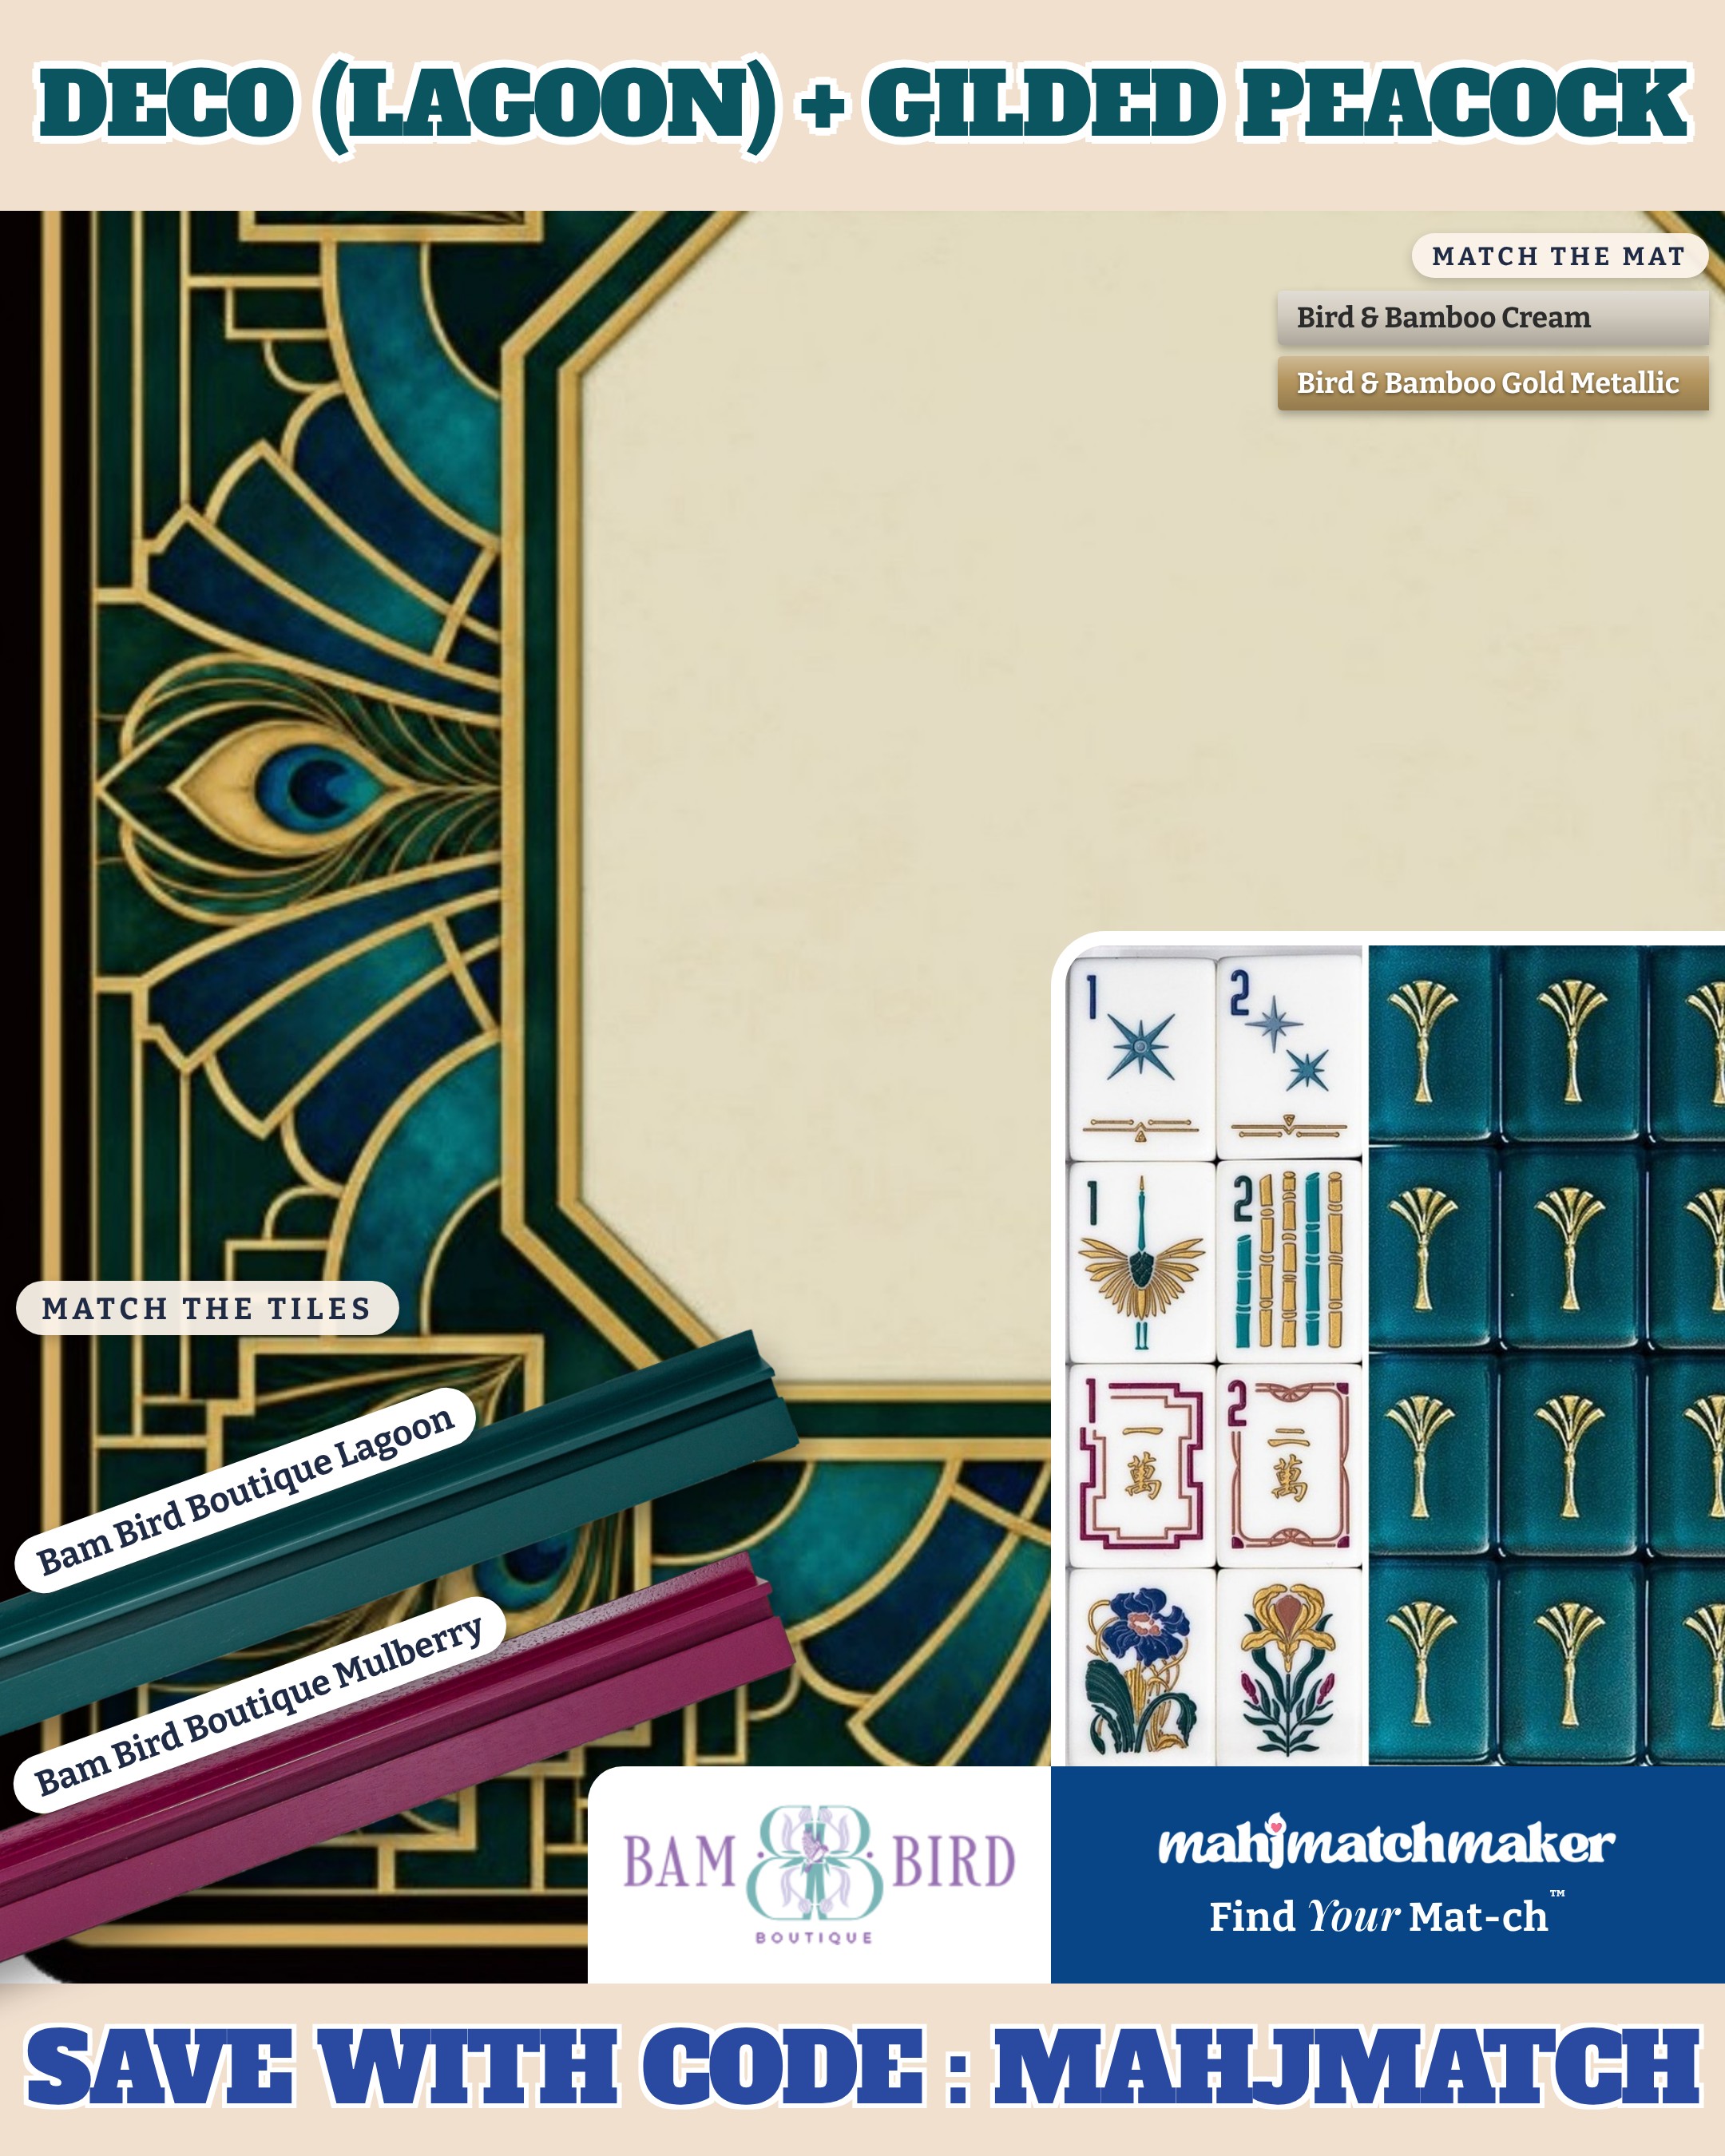 DECO (LAGOON) + GILDED PEACOCK
MATCH THE MAT
Bird & Bamboo Cream
Bird & Bamboo Gold Metallic
1
2
1
2
1
一
萬
2
二
萬
MATCH THE TILES
Bam Bird Boutique Lagoon
Bam Bird Boutique Mulberry
BAM BIRD
BOUTIQUE
mahjmatchmaker
Find Your Mat-ch™
SAVE WITH CODE : MAHJMATCH